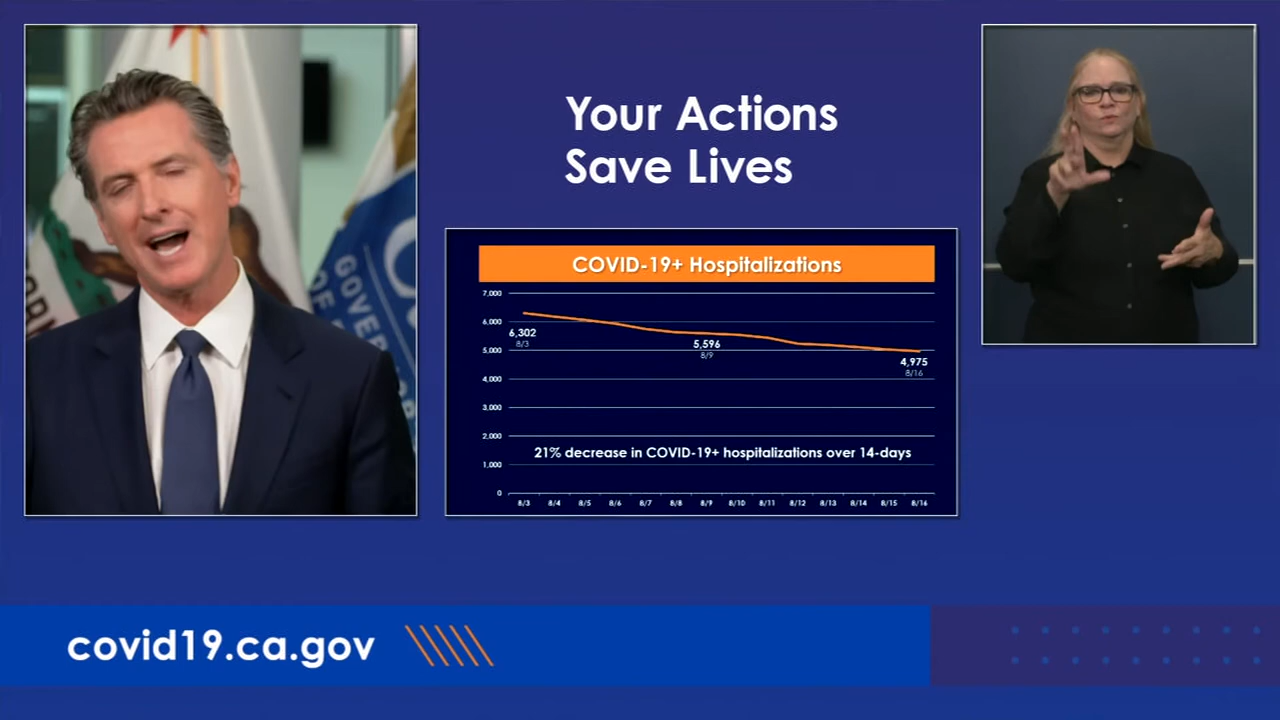 Your Actions
Save Lives
COVID-19+ Hospitalizations
7,000
6,000
5,000
4,000
3,000
2,000
1,000
0
6,302
8/3
5,596
8/9
4,975
8/16
21% decrease in COVID-19+ hospitalizations over 14-days
8/3 8/4 8/5 8/6 8/7 8/8 8/9 8/10 8/11 8/12 8/13 8/14 8/15 8/16
covid19.ca.gov